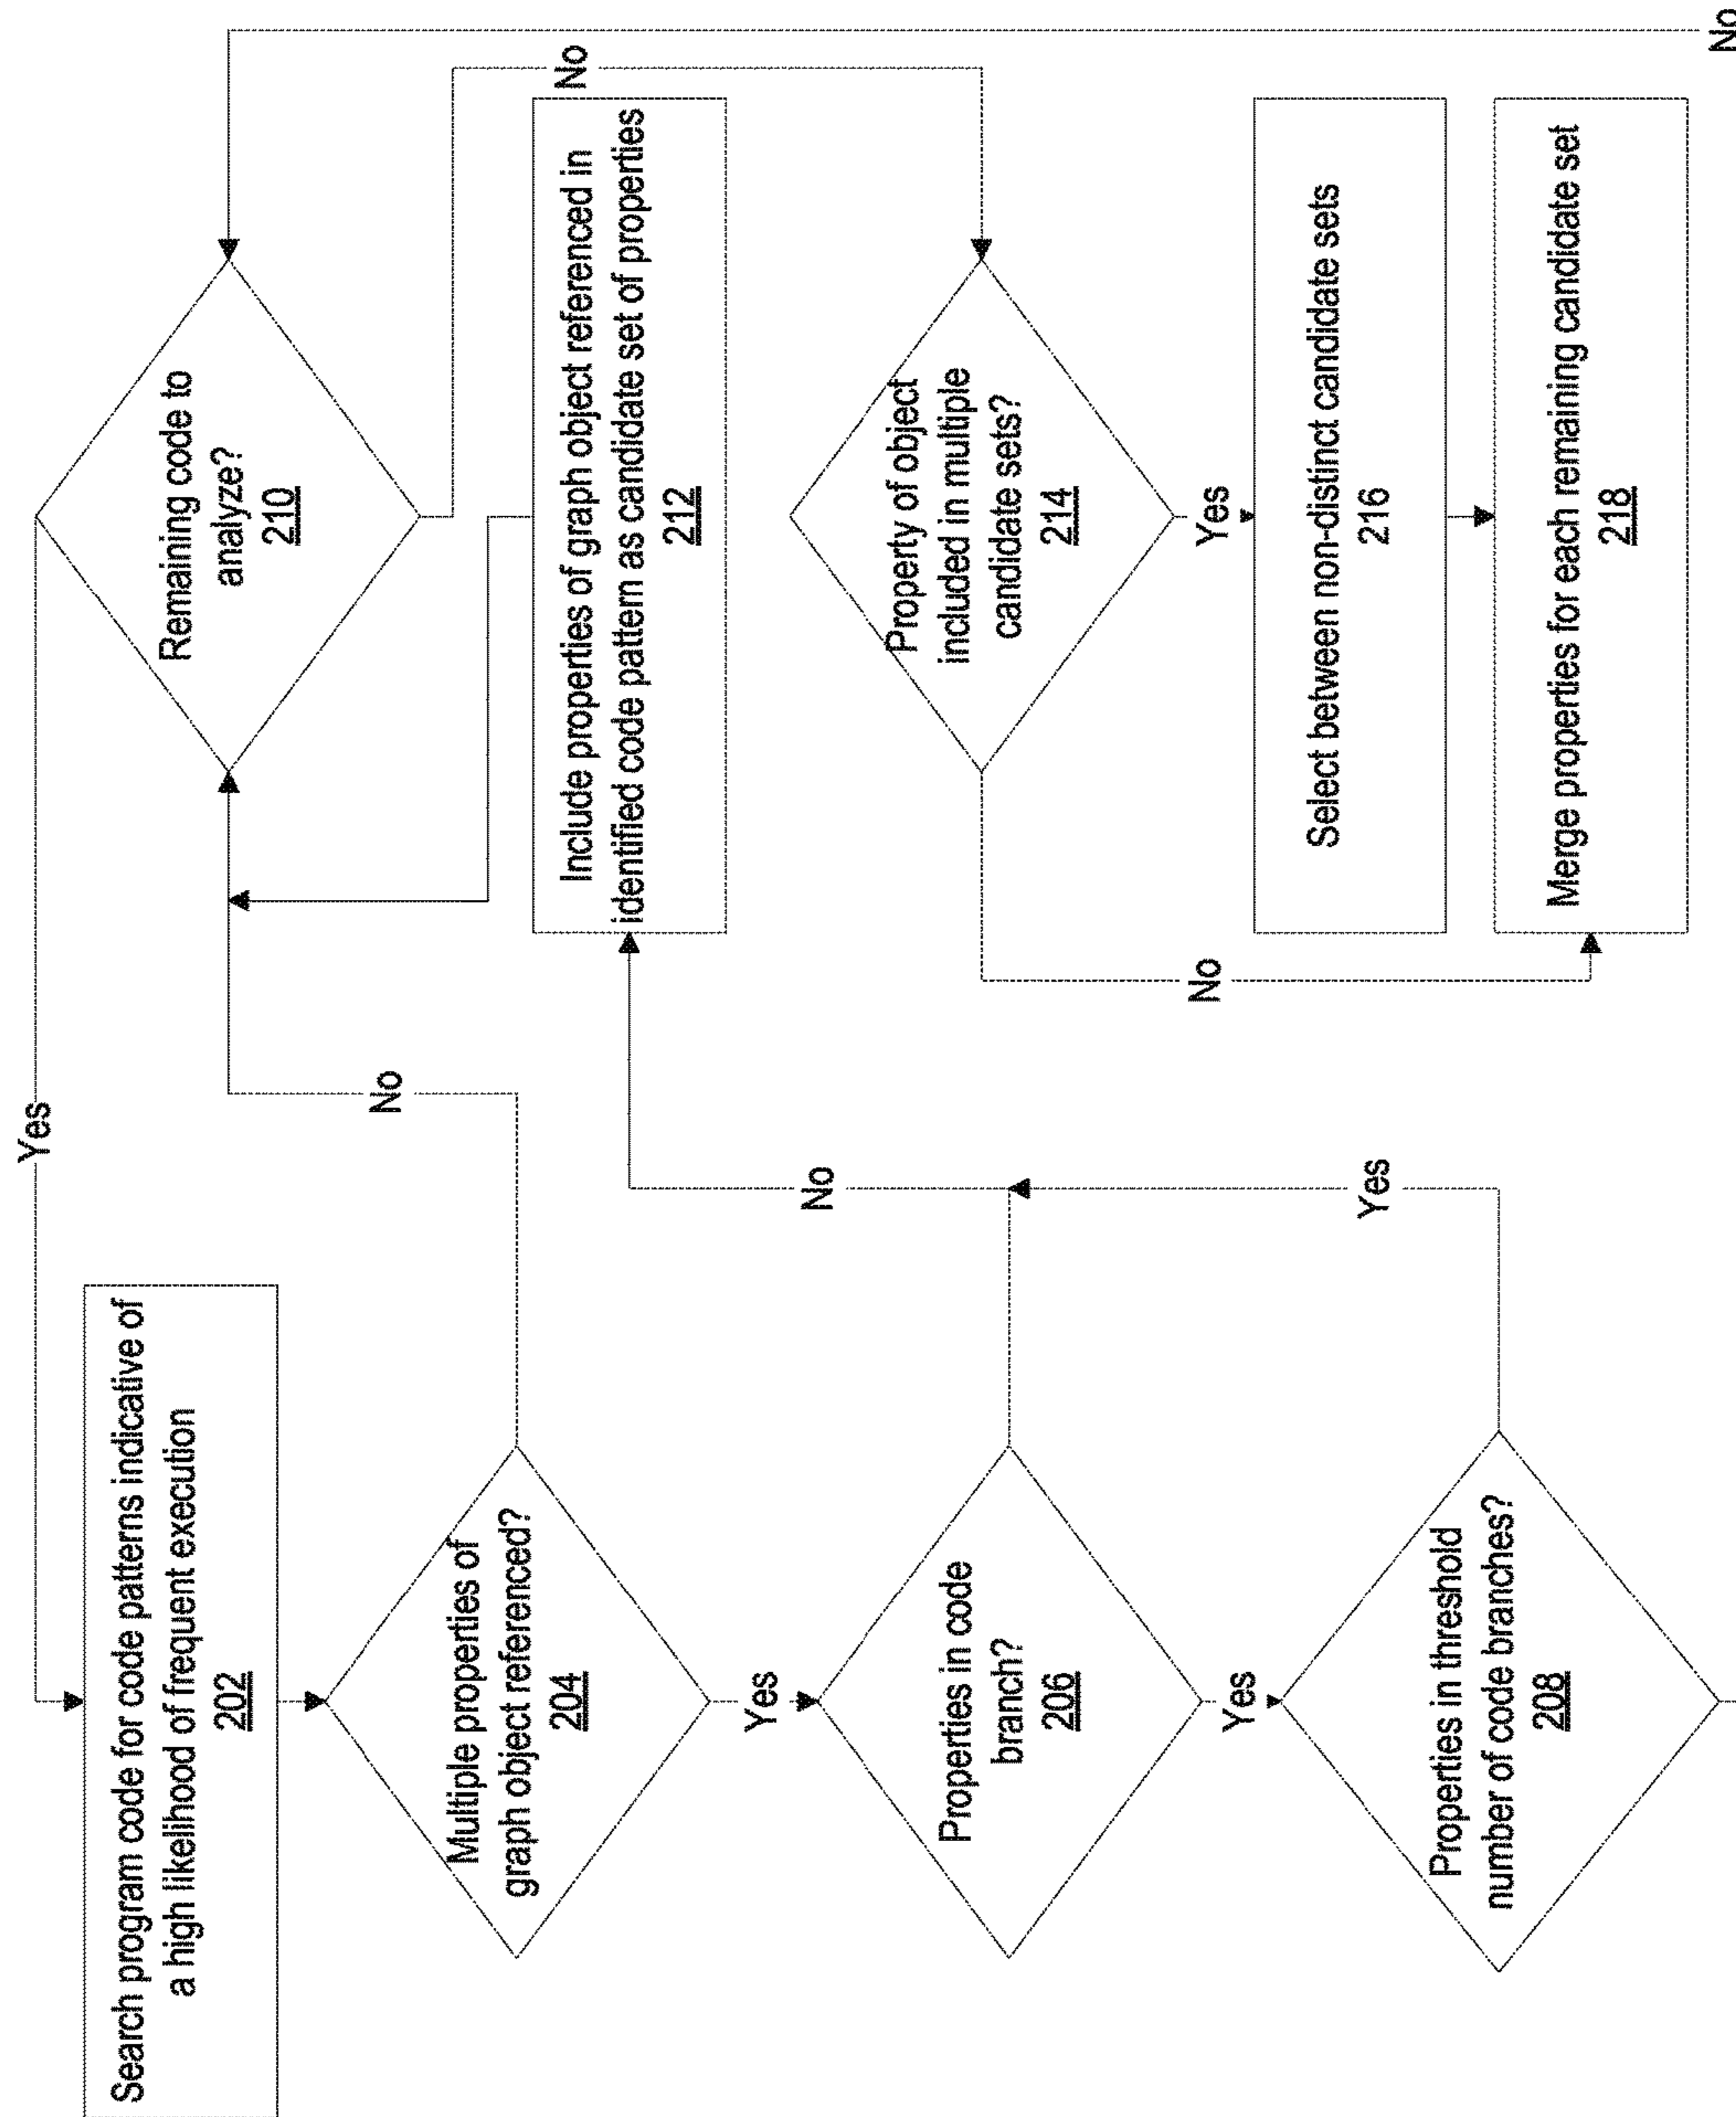 Search program code for code patterns indicative of
a high likelihood of frequent execution
202
Multiple properties of
graph object referenced?
204
Yes
No
Properties in code
branch?
206
Yes
No
Properties in threshold
number of code branches?
208
Yes
No
Yes
Remaining code to
analyze?
210
No
Include properties of graph object referenced in
identified code pattern as candidate set of properties
212
Property of object
included in multiple
candidate sets?
214
Yes
No
Select between non-distinct candidate sets
216
Merge properties for each remaining candidate set
218